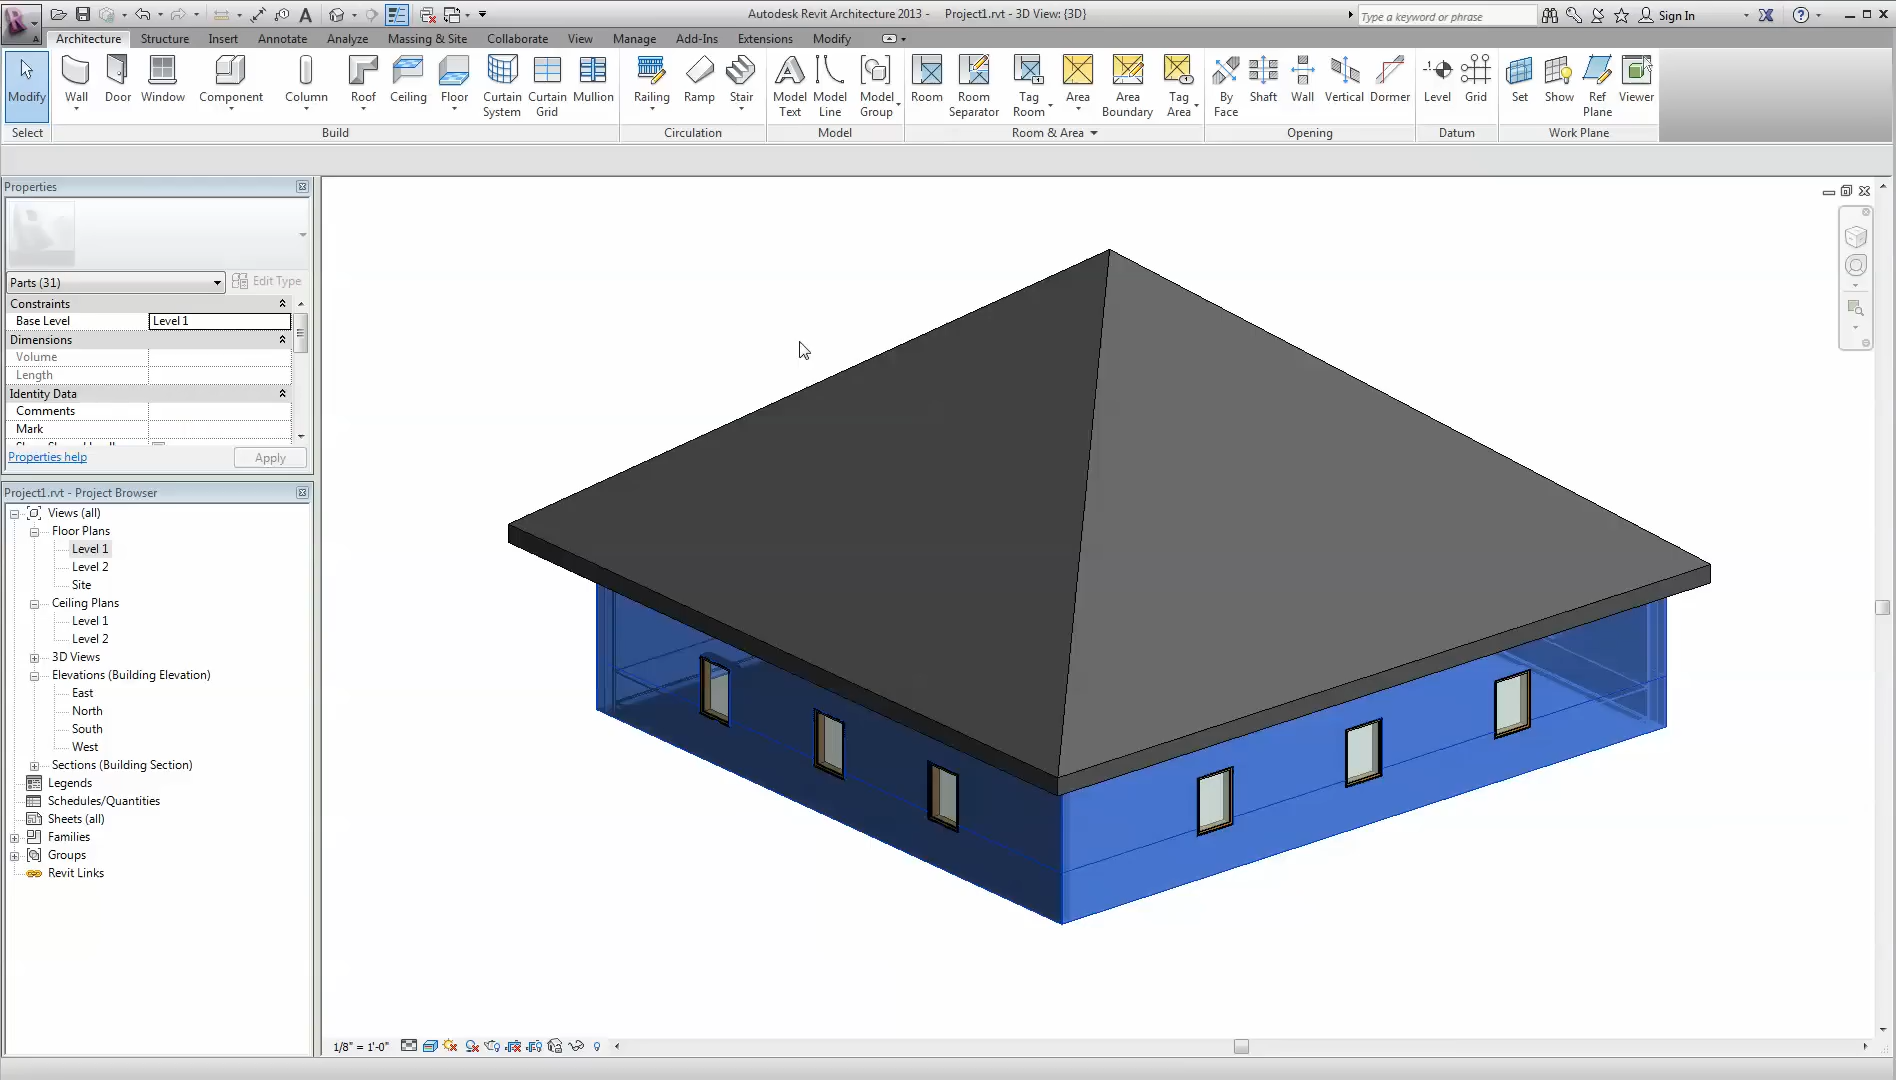 Autodesk Revit Architecture 2013 - Project1.rvt - 3D View: {3D}
Type a keyword or phrase
Sign In
Architecture Structure Insert Annotate Analyze Massing & Site Collaborate View Manage Add-Ins Extensions Modify
Modify Wall Door Window Component Column Roof Ceiling Floor Curtain System Curtain Grid Mullion Railing Ramp Stair Model Text Model Line Model Group Room Room Separator Tag Room Area Area Boundary Tag Area By Face Shaft Wall Vertical Dormer Level Grid Set Show Ref Plane Viewer
Select Build Circulation Model Room & Area Opening Datum Work Plane
Properties
Parts (31) Edit Type
Constraints
Base Level Level 1
Dimensions
Volume
Length
Identity Data
Comments
Mark
Properties help Apply
Project1.rvt - Project Browser
Views (all)
Floor Plans
Level 1
Level 2
Site
Ceiling Plans
Level 1
Level 2
3D Views
Elevations (Building Elevation)
East
North
South
West
Sections (Building Section)
Legends
Schedules/Quantities
Sheets (all)
Families
Groups
Revit Links
1/8" = 1'-0"